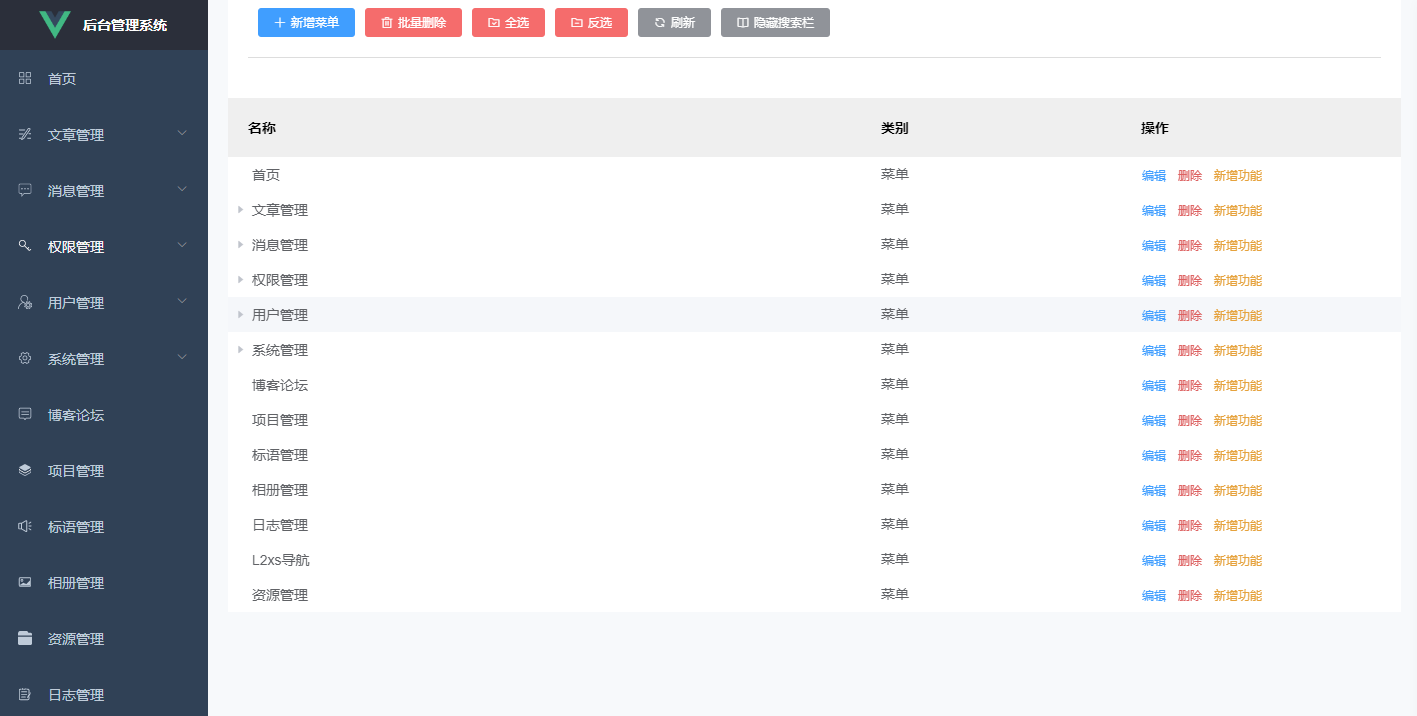 后台管理系统
首页
文章管理
消息管理
权限管理
用户管理
系统管理
博客论坛
项目管理
标语管理
相册管理
资源管理
日志管理
新增菜单 批量删除 全选 反选 刷新 隐藏搜索栏
名称 类别 操作
首页 菜单 编辑 删除 新增功能
文章管理 菜单 编辑 删除 新增功能
消息管理 菜单 编辑 删除 新增功能
权限管理 菜单 编辑 删除 新增功能
用户管理 菜单 编辑 删除 新增功能
系统管理 菜单 编辑 删除 新增功能
博客论坛 菜单 编辑 删除 新增功能
项目管理 菜单 编辑 删除 新增功能
标语管理 菜单 编辑 删除 新增功能
相册管理 菜单 编辑 删除 新增功能
日志管理 菜单 编辑 删除 新增功能
L2xs导航 菜单 编辑 删除 新增功能
资源管理 菜单 编辑 删除 新增功能